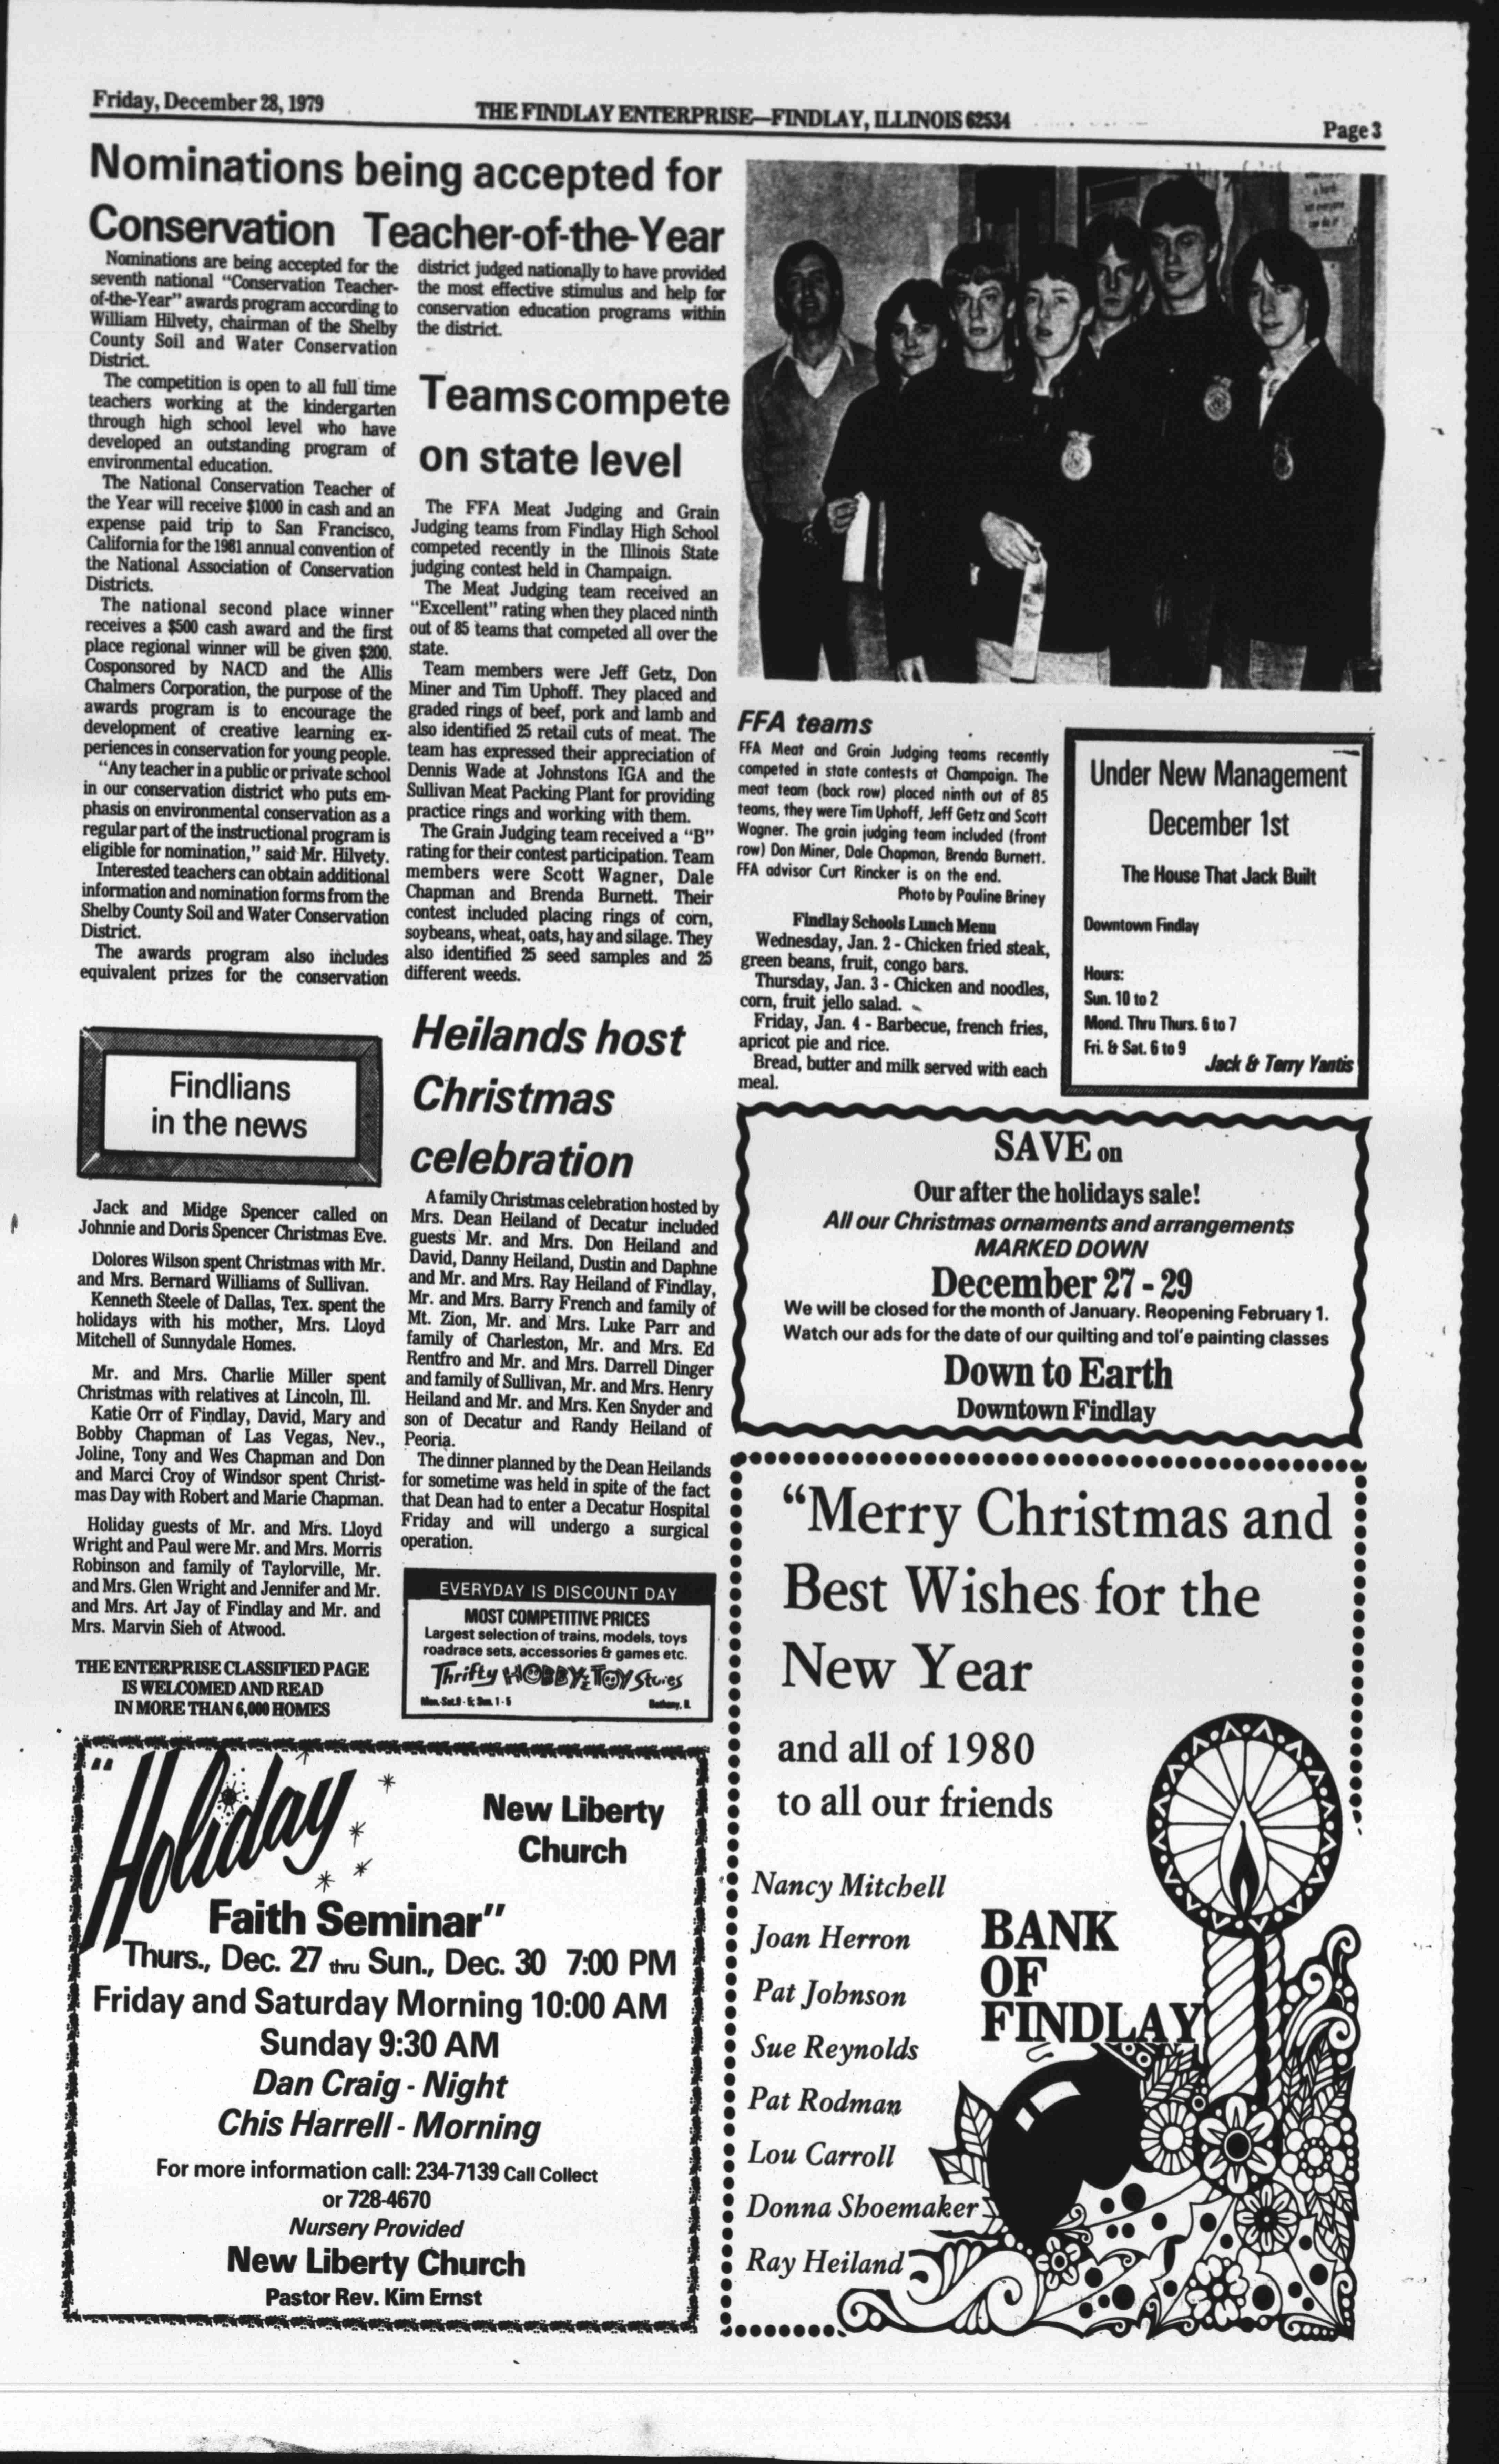 Friday, December 28, 1979
THE FINDLAY ENTERPRISE—FINDLAY, ILLINOIS 62534
Page 3
Nominations being accepted for
Conservation Teacher-of-the-Year
Nominations are being accepted for the
seventh national "Conservation Teacher-
of-the-Year" awards program according to
William Hilvety, chairman of the Shelby
County Soil and Water Conservation
District.
The competition is open to all full time
teachers working at the kindergarten
through high school level who have
developed an outstanding program of
environmental education.
The National Conservation Teacher of
the Year will receive $1000 in cash and an
expense paid trip to San Francisco,
California for the 1981 annual convention of
the National Association of Conservation
Districts.
The national second place winner
receives a $500 cash award and the first
place regional winner will be given $200.
Cosponsored by NACD and the Allis
Chalmers Corporation, the purpose of the
awards program is to encourage the
development of creative learning ex-
periences in conservation for young people.
"Any teacher in a public or private school
in our conservation district who puts em-
phasis on environmental conservation as a
regular part of the instructional program is
eligible for nomination," said Mr. Hilvety.
Interested teachers can obtain additional
information and nomination forms from the
Shelby County Soil and Water Conservation
District.
The awards program also includes
equivalent prizes for the conservation
district judged nationally to have provided
the most effective stimulus and help for
conservation education programs within
the district.
Teams compete
on state level
The FFA Meat Judging and Grain
Judging teams from Findlay High School
competed recently in the Illinois State
judging contest held in Champaign.
The Meat Judging team received an
"Excellent" rating when they placed ninth
out of 85 teams that competed all over the
state.
Team members were Jeff Getz, Don
Miner and Tim Uphoff. They placed and
graded rings of beef, pork and lamb and
also identified 25 retail cuts of meat. The
team has expressed their appreciation of
Dennis Wade at Johnstons IGA and the
Sullivan Meat Packing Plant for providing
practice rings and working with them.
The Grain Judging team received a "B"
rating for their contest participation. Team
members were Scott Wagner, Dale
Chapman and Brenda Burnett. Their
contest included placing rings of corn,
soybeans, wheat, oats, hay and silage. They
also identified 25 seed samples and 25
different weeds.
FFA teams
FFA Meat and Grain Judging teams recently
competed in state contests at Champaign. The
meat team (back row) placed ninth out of 85
teams, they were Tim Uphoff, Jeff Getz and Scott
Wagner. The grain judging team included (front
row) Don Miner, Dale Chapman, Brenda Burnett.
FFA advisor Curt Rincker is on the end.
Photo by Pauline Briney
Findlay Schools Lunch Menu
Wednesday, Jan. 2 - Chicken fried steak,
green beans, fruit, congo bars.
Thursday, Jan. 3 - Chicken and noodles,
corn, fruit jello salad.
Friday, Jan. 4 - Barbecue, french fries,
apricot pie and rice.
Bread, butter and milk served with each
meal.
Under New Management
December 1st
The House That Jack Built
Downtown Findlay
Hours:
Sun. 10 to 2
Mond. Thru Thurs. 6 to 7
Fri. & Sat. 6 to 9
Jack & Terry Yantis
Findlians
in the news
Jack and Midge Spencer called on
Johnnie and Doris Spencer Christmas Eve.
Dolores Wilson spent Christmas with Mr.
and Mrs. Bernard Williams of Sullivan.
Kenneth Steele of Dallas, Tex. spent the
holidays with his mother, Mrs. Lloyd
Mitchell of Sunnydale Homes.
Mr. and Mrs. Charlie Miller spent
Christmas with relatives at Lincoln, Ill.
Katie Orr of Findlay, David, Mary and
Bobby Chapman of Las Vegas, Nev.,
Joline, Tony and Wes Chapman and Don
and Marci Croy of Windsor spent Christ-
mas Day with Robert and Marie Chapman.
Holiday guests of Mr. and Mrs. Lloyd
Wright and Paul were Mr. and Mrs. Morris
Robinson and family of Taylorville, Mr.
and Mrs. Glen Wright and Jennifer and Mr.
and Mrs. Art Jay of Findlay and Mr. and
Mrs. Marvin Sieh of Atwood.
THE ENTERPRISE CLASSIFIED PAGE
IS WELCOMED AND READ
IN MORE THAN 6,000 HOMES
Heilands host
Christmas
celebration
A family Christmas celebration hosted by
Mrs. Dean Heiland of Decatur included
guests Mr. and Mrs. Don Heiland and
David, Danny Heiland, Dustin and Daphne
and Mr. and Mrs. Ray Heiland of Findlay,
Mr. and Mrs. Barry French and family of
Mt. Zion, Mr. and Mrs. Luke Parr and
family of Charleston, Mr. and Mrs. Ed
Rentfro and Mr. and Mrs. Darrell Dinger
and family of Sullivan, Mr. and Mrs. Henry
Heiland and Mr. and Mrs. Ken Snyder and
son of Decatur and Randy Heiland of
Peoria.
The dinner planned by the Dean Heilands
for sometime was held in spite of the fact
that Dean had to enter a Decatur Hospital
Friday and will undergo a surgical
operation.
EVERYDAY IS DISCOUNT DAY
MOST COMPETITIVE PRICES
Largest selection of trains, models, toys
roadrace sets, accessories & games etc.
Thrifty HOBBY & TOY Stores
Mon.-Sat. 9 - 5; Sun. 1 - 5
Bethany, Il.
SAVE on
Our after the holidays sale!
All our Christmas ornaments and arrangements
MARKED DOWN
December 27 - 29
We will be closed for the month of January. Reopening February 1.
Watch our ads for the date of our quilting and tol'e painting classes
Down to Earth
Downtown Findlay
"Holiday
New Liberty
Church
Faith Seminar"
Thurs., Dec. 27 thru Sun., Dec. 30 7:00 PM
Friday and Saturday Morning 10:00 AM
Sunday 9:30 AM
Dan Craig - Night
Chis Harrell - Morning
For more information call: 234-7139 Call Collect
or 728-4670
Nursery Provided
New Liberty Church
Pastor Rev. Kim Ernst
"Merry Christmas and
Best Wishes for the
New Year
and all of 1980
to all our friends
Nancy Mitchell
Joan Herron
Pat Johnson
Sue Reynolds
Pat Rodman
Lou Carroll
Donna Shoemaker
Ray Heiland
BANK
OF
FINDLAY